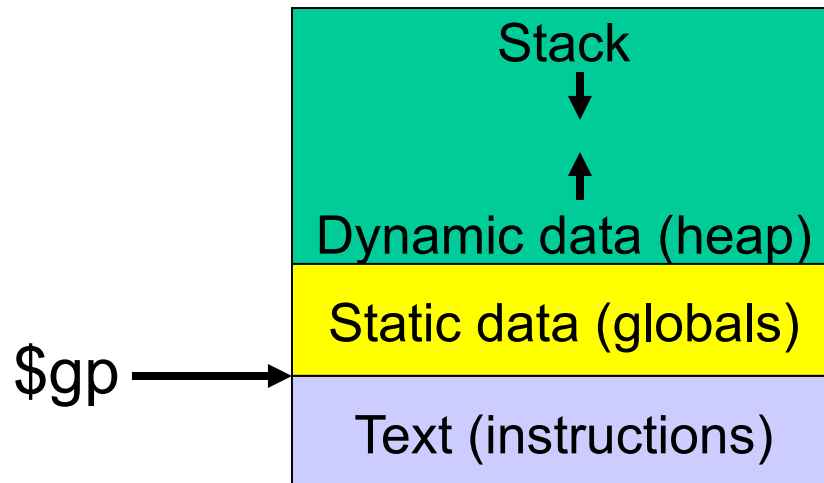 Stack
Dynamic data (heap)
Static data (globals)
$gp
Text (instructions)